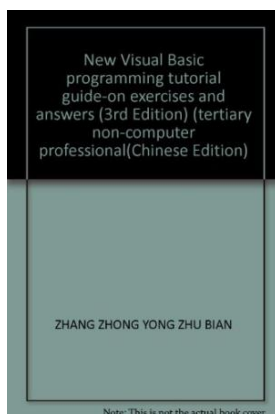 New Visual Basic
programming tutorial
guide-on exercises and
answers (3rd Edition) (tertiary
non-computer
professional(Chinese Edition)
ZHANG ZHONG YONG ZHU BIAN
Note: This is not the actual book cover